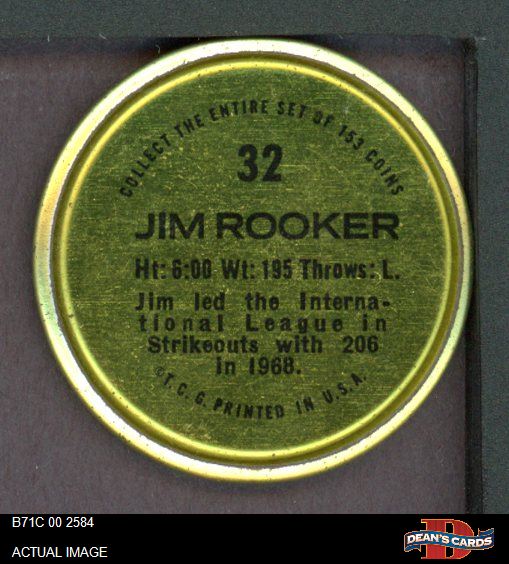 COLLECT THE ENTIRE SET OF 153 COINS
32
JIM ROOKER
Ht: 6:00 Wt: 195 Throws: L.
Jim led the Interna-
tional League in
Strikeouts with 206
in 1968.
©T. C. G. PRINTED IN U.S.A.
B71C 00 2584
ACTUAL IMAGE
D
DEAN'S CARDS